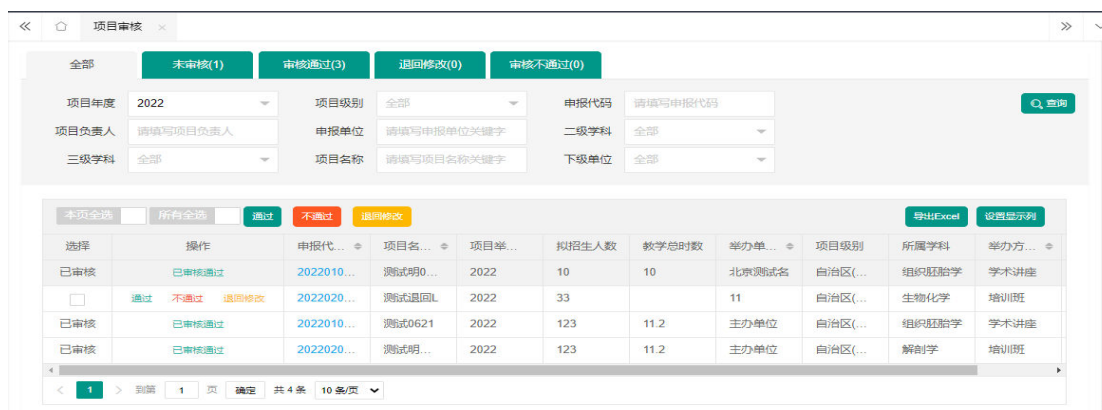 项目审核
全部 未审核(1) 审核通过(3) 退回修改(0) 审核不通过(0)
项目年度 2022 项目级别 全部 申报代码 请填写申报代码 查询
项目负责人 请填写项目负责人 申报单位 请填写申报单位关键字 二级学科 全部
三级学科 全部 项目名称 请填写项目名称关键字 下级单位 全部
本页全选 所有全选 通过 不通过 退回修改 导出Excel 设置显示列
选择 操作 申报代... 项目名... 项目举... 拟招生人数 教学总时数 举办单... 项目级别 所属学科 举办方...
已审核 已审核通过 2022010... 测试明0... 2022 10 10 北京测试名 自治区(... 组织胚胎学 学术讲座
通过 不通过 退回修改 2022020... 测试退回L 2022 33 11 自治区(... 生物化学 培训班
已审核 已审核通过 2022010... 测试0621 2022 123 11.2 主办单位 自治区(... 组织胚胎学 学术讲座
已审核 已审核通过 2022020... 测试明... 2022 123 11.2 主办单位 自治区(... 解剖学 培训班
1 到第 1 页 确定 共 4 条 10 条/页